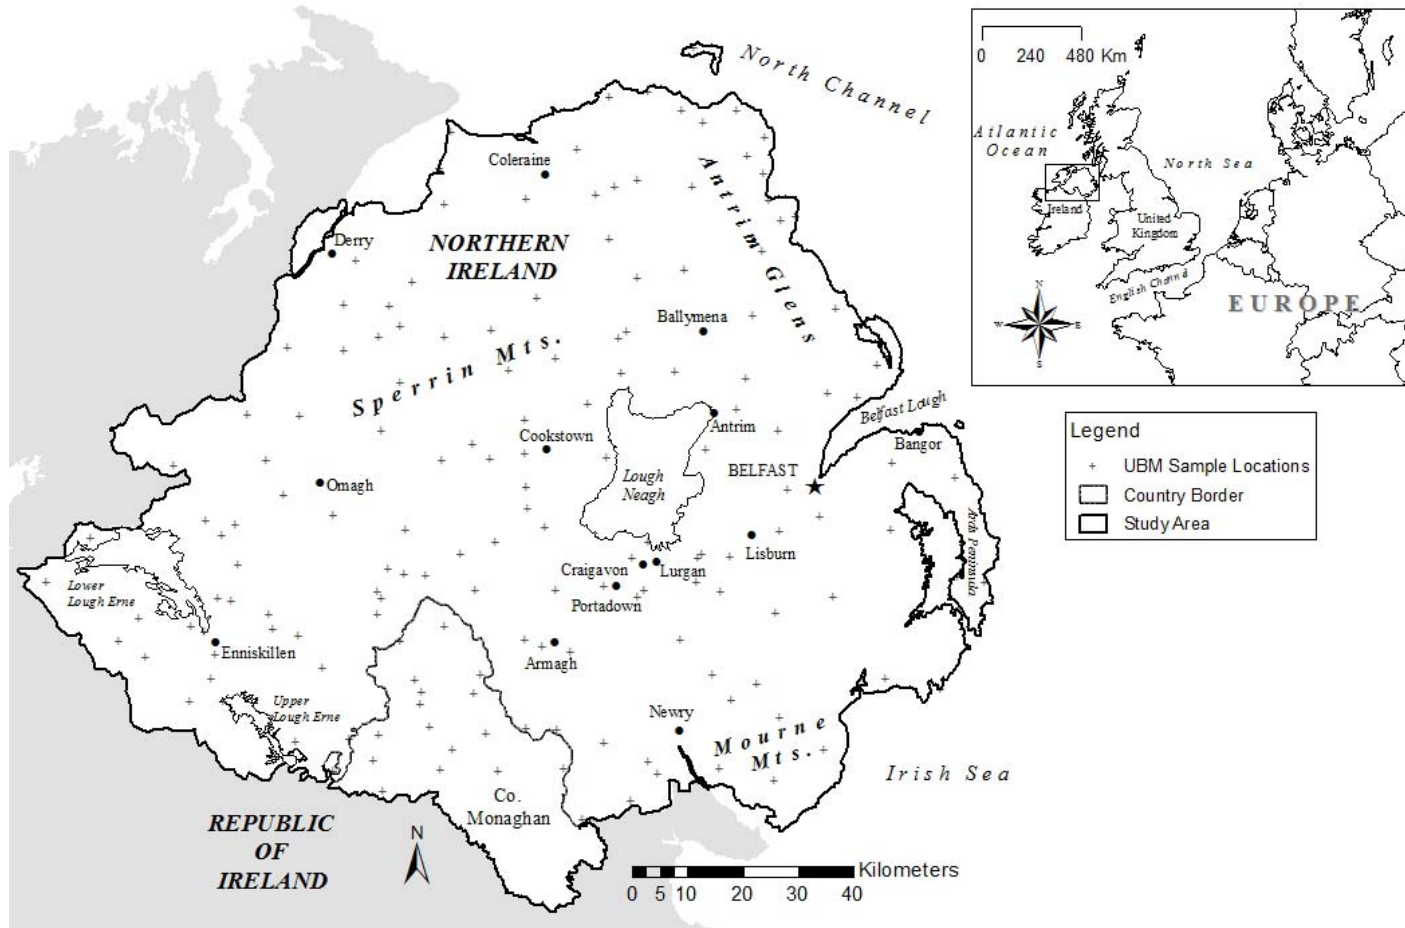 North Channel
Coleraine
Antrim Glens
Derry
NORTHERN
IRELAND
Ballymena
Sperrin Mts.
Belfast Lough
Antrim
Bangor
Cookstown
BELFAST
Lough
Neagh
Omagh
Ards Peninsula
Lisburn
Craigavon
Lurgan
Portadown
Lower
Lough Erne
Enniskillen
Armagh
Upper
Lough Erne
Newry
Mourne
Mts.
Irish Sea
Co.
Monaghan
REPUBLIC
OF
IRELAND
N
Kilometers
0 5 10 20 30 40
0 240 480 Km
Atlantic
Ocean
North Sea
Ireland
United
Kingdom
English Channel
EUROPE
N
W
E
S
Legend
UBM Sample Locations
Country Border
Study Area